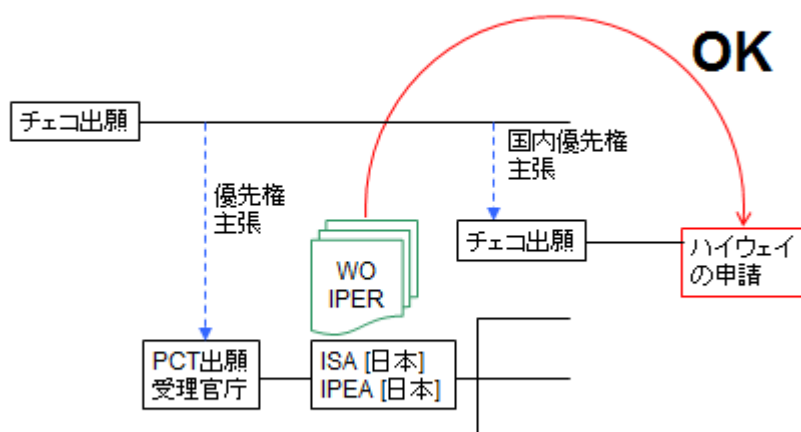 OK
チェコ出願
国内優先権
主張
優先権
主張
チェコ出願
ハイウェイ
の申請
WO
IPER
PCT出願
受理官庁
ISA [日本]
IPEA [日本]